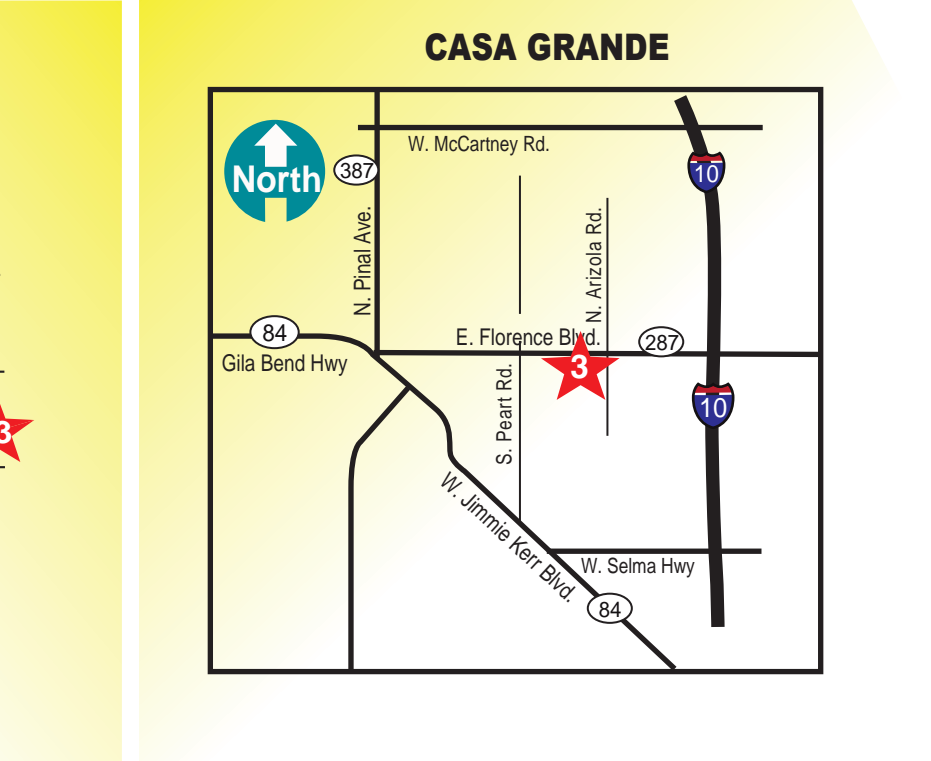 CASA GRANDE
W. McCartney Rd.
North
387
10
N. Pinal Ave.
N. Arizola Rd.
84
E. Florence Blvd.
287
Gila Bend Hwy
3
S. Peart Rd.
10
3
W. Jimmie Kerr Blvd.
W. Selma Hwy
84